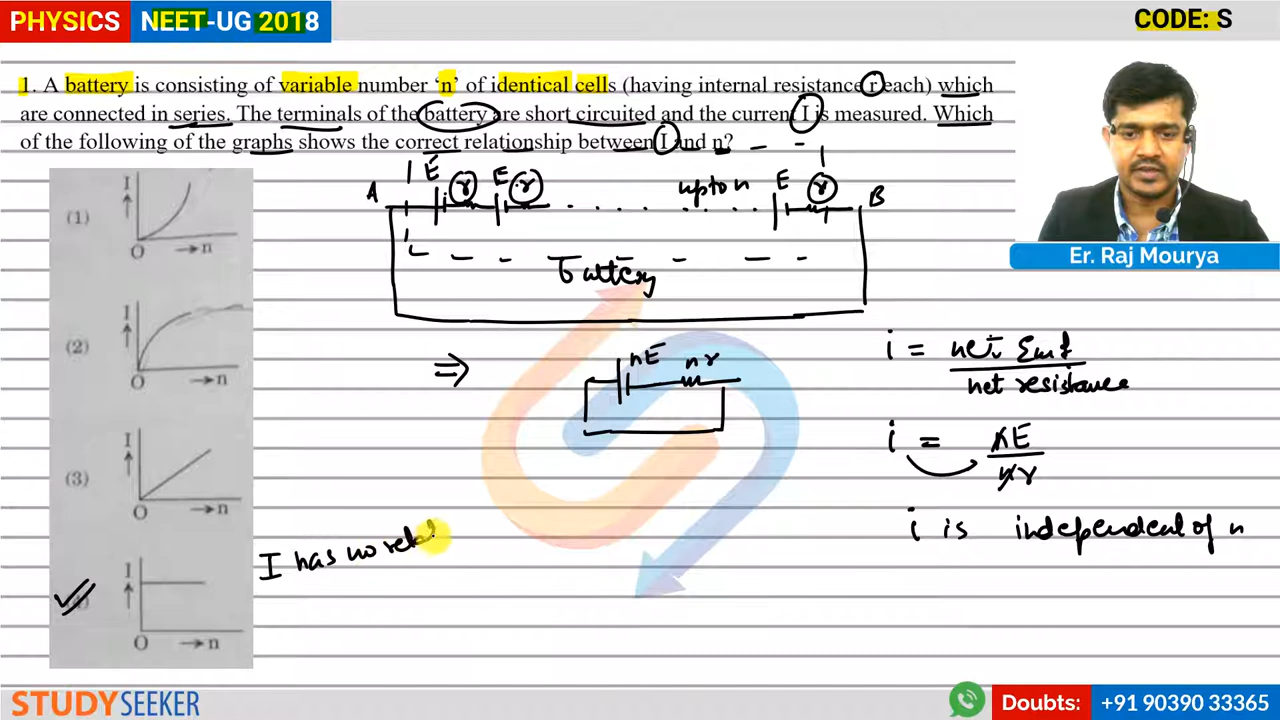 PHYSICS NEET-UG 2018
CODE: S
1. A battery is consisting of variable number ‘n’ of identical cells (having internal resistance r each) which
are connected in series. The terminals of the battery are short circuited and the current I is measured. Which
of the following of the graphs shows the correct relationship between I and n?
(1) I O n
(2) I O n
(3) I O n
I O n
A E r E r upto n E r B
battery
⇒ nE nr
i = net Emf / net resistance
i = nE / nr
i is independent of n
I has no
Er. Raj Mourya
STUDY SEEKER
Doubts: +91 90390 33365